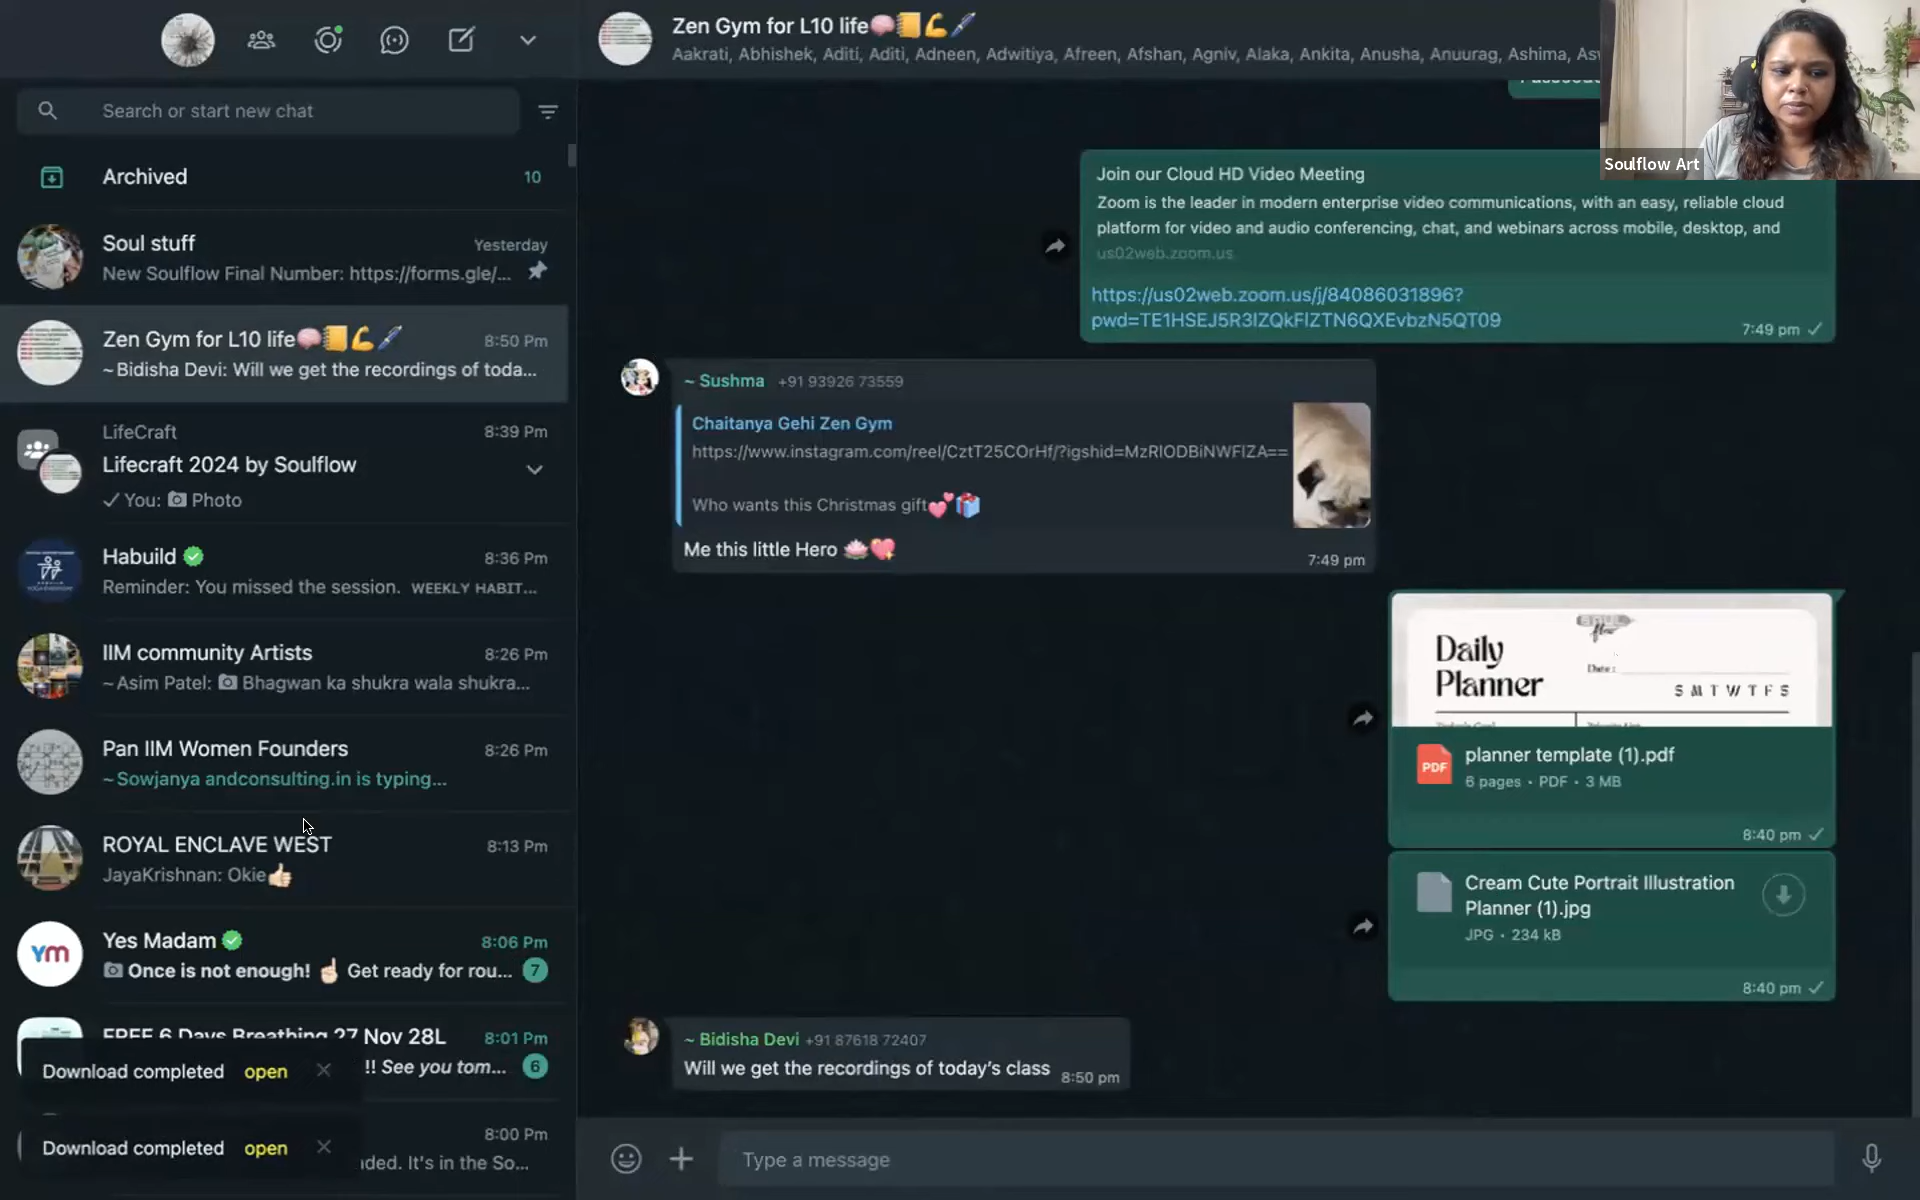 Search or start new chat
Archived 10
Soul stuff Yesterday
New Soulflow Final Number: https://forms.gle/...
Zen Gym for L10 life🧠📒💪🖊️ 8:50 Pm
~ Bidisha Devi: Will we get the recordings of toda...
LifeCraft 8:39 Pm
Lifecraft 2024 by Soulflow
✓ You: 📷 Photo
Habuild 8:36 Pm
Reminder: You missed the session. WEEKLY HABIT...
IIM community Artists 8:26 Pm
~ Asim Patel: 📷 Bhagwan ka shukra wala shukra...
Pan IIM Women Founders 8:26 Pm
~ Sowjanya andconsulting.in is typing...
ROYAL ENCLAVE WEST 8:13 Pm
JayaKrishnan: Okie👍🏻
Yes Madam 8:06 Pm
YM
📷 Once is not enough! ☝🏻 Get ready for rou... 7
FREE 6 Days Breathing 27 Nov 28L 8:01 Pm
!! See you tom... 6
Download completed open
8:00 Pm
Download completed open
ded. It's in the So...
Zen Gym for L10 life🧠📒💪🖊️
Aakrati, Abhishek, Aditi, Aditi, Adneen, Adwitiya, Afreen, Afshan, Agniv, Alaka, Ankita, Anusha, Anuurag, Ashima,
Soulflow Art
Join our Cloud HD Video Meeting
Zoom is the leader in modern enterprise video communications, with an easy, reliable cloud
platform for video and audio conferencing, chat, and webinars across mobile, desktop, and
us02web.zoom.us
https://us02web.zoom.us/j/84086031896?
pwd=TE1HSEJ5R3lZQkFlZTN6QXEvbzN5QT09
7:49 pm ✓
~ Sushma +91 93926 73559
Chaitanya Gehi Zen Gym
https://www.instagram.com/reel/CztT25COrHf/?igshid=MzRlODBiNWFlZA==
Who wants this Christmas gift💕🎁
Me this little Hero 🪷💖
7:49 pm
Daily
Planner
Date:
S M T W T F S
PDF
planner template (1).pdf
6 pages • PDF • 3 MB
8:40 pm ✓
Cream Cute Portrait Illustration
Planner (1).jpg
JPG • 234 kB
8:40 pm ✓
~ Bidisha Devi +91 87618 72407
Will we get the recordings of today's class
8:50 pm
Type a message